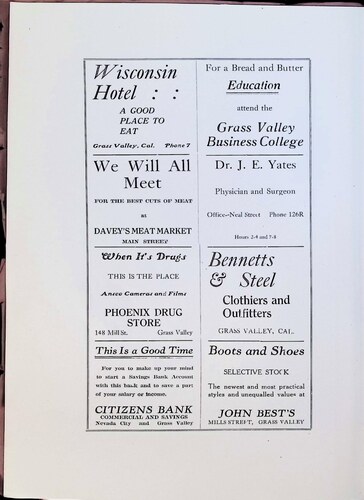 Wisconsin
Hotel : :
A GOOD
PLACE TO
EAT
Grass Valley, Cal. Phone 7
We Will All
Meet
FOR THE BEST CUTS OF MEAT
at
DAVEY'S MEAT MARKET
MAIN STREET
When It's Drugs
THIS IS THE PLACE
Ansco Cameras and Films
PHOENIX DRUG
STORE
148 Mill St. Grass Valley
This Is a Good Time
For you to make up your mind
to start a Savings Bank Account
with this bank and to save a part
of your salary or income.
CITIZENS BANK
COMMERCIAL AND SAVINGS
Nevada City and Grass Valley
For a Bread and Butter
Education
attend the
Grass Valley
Business College
Dr. J. E. Yates
Physician and Surgeon
Office—Neal Street Phone 126R
Hours 2-4 and 7-8
Bennetts
& Steel
Clothiers and
Outfitters
GRASS VALLEY, CAL.
Boots and Shoes
SELECTIVE STOCK
The newest and most practical
styles and unequalled values at
JOHN BEST'S
MILL STREET, GRASS VALLEY